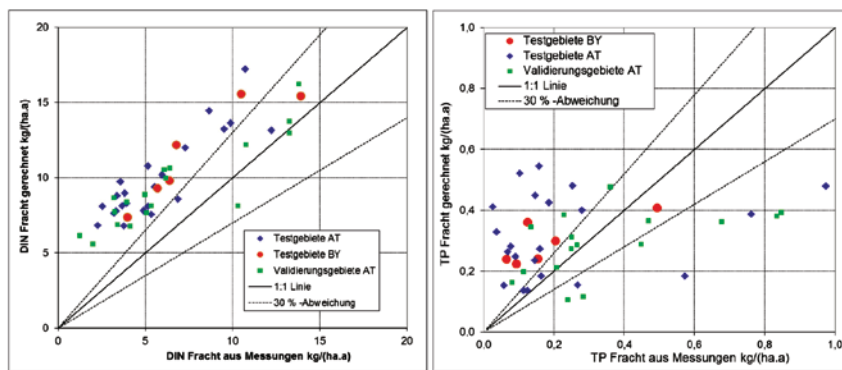 20
15
10
5
0
0
5
10
15
20
DIN Fracht gerechnet kg/(ha.a)
DIN Fracht aus Messungen kg/(ha.a)
Testgebiete AT
Testgebiete BY
Validierungsgebiete AT
1:1 Linie
30 % -Abweichung
1,0
0,8
0,6
0,4
0,2
0,0
0,0
0,2
0,4
0,6
0,8
1,0
TP Fracht gerechnet kg/(ha.a)
TP Fracht aus Messungen kg/(ha.a)
Testgebiete BY
Testgebiete AT
Validierungsgebiete AT
1:1 Linie
30 % -Abweichung